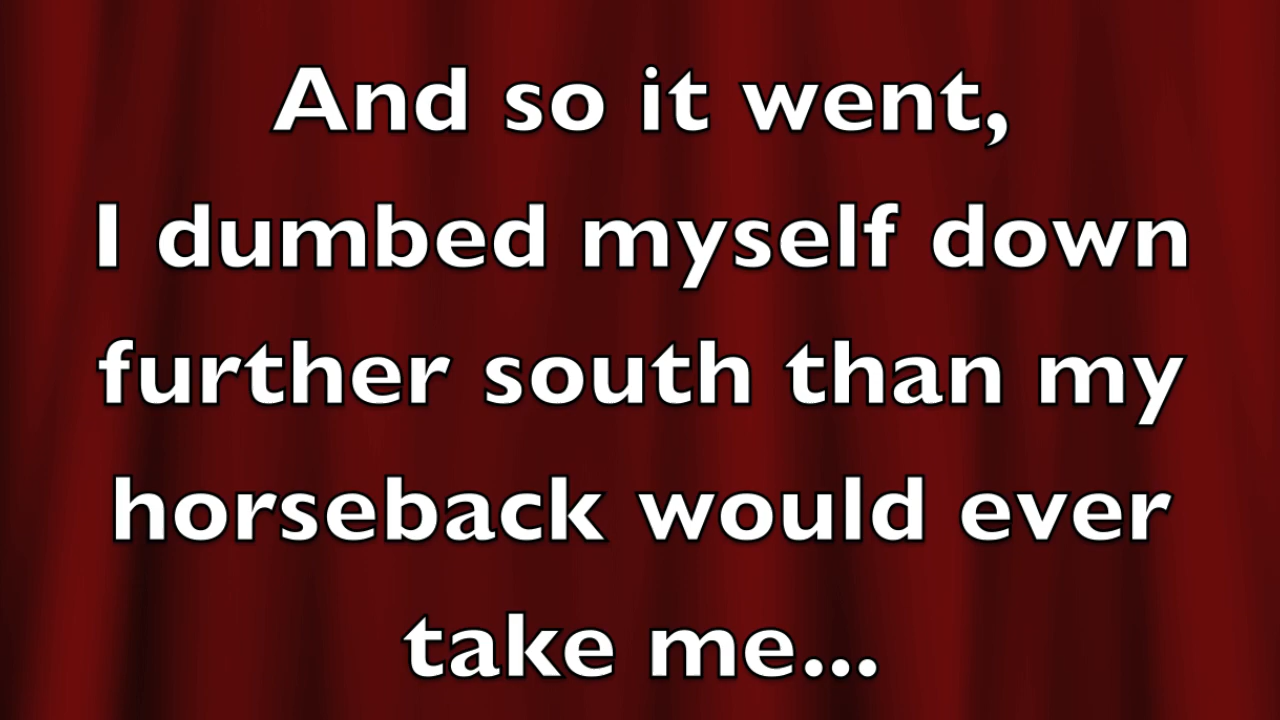 And so it went,
I dumbed myself down
further south than my
horseback would ever
take me...